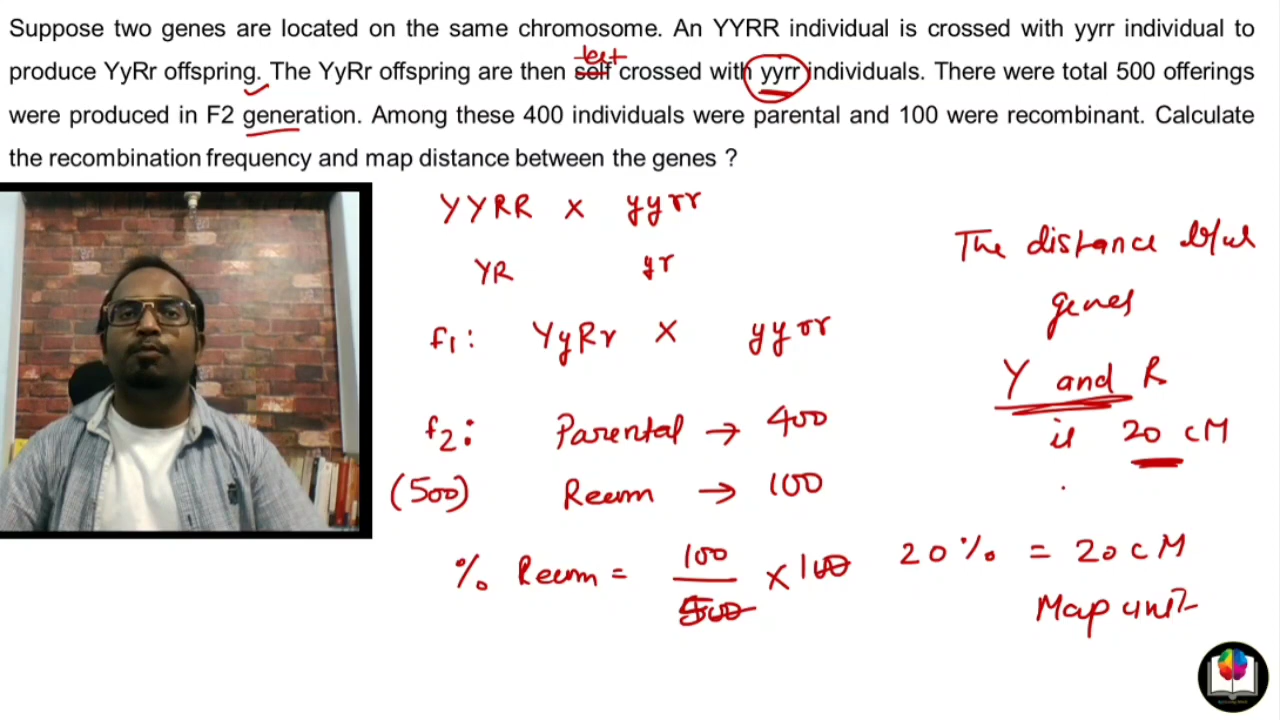 Suppose two genes are located on the same chromosome. An YYRR individual is crossed with yyrr individual to
test
produce YyRr offspring. The YyRr offspring are then self crossed with yyrr individuals. There were total 500 offerings
were produced in F2 generation. Among these 400 individuals were parental and 100 were recombinant. Calculate
the recombination frequency and map distance between the genes ?
YYRR × yyrr
YR yr
f1: YyRr × yyrr
f2: Parental → 400
(500) Recom → 100
% Recom = 100/500 × 100 20% = 20 cM
Map unit
The distance b/w
genes
Y and R
is 20 cM